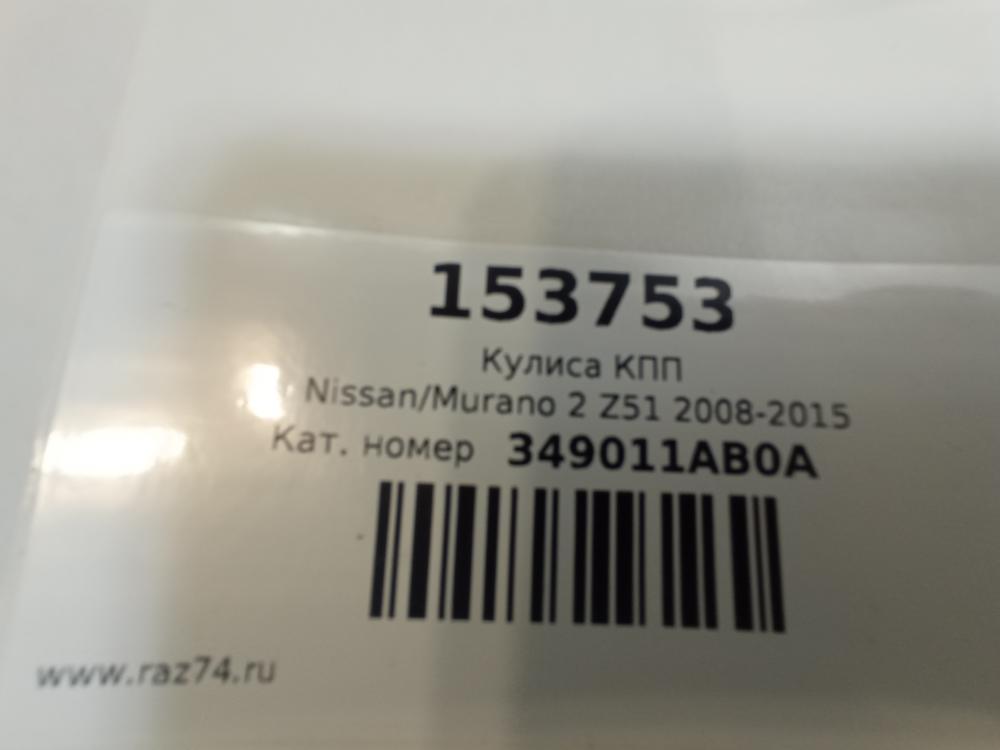 153753
Кулиса КПП
Nissan/Murano 2 Z51 2008-2015
Кат. номер 349011AB0A
www.raz74.ru